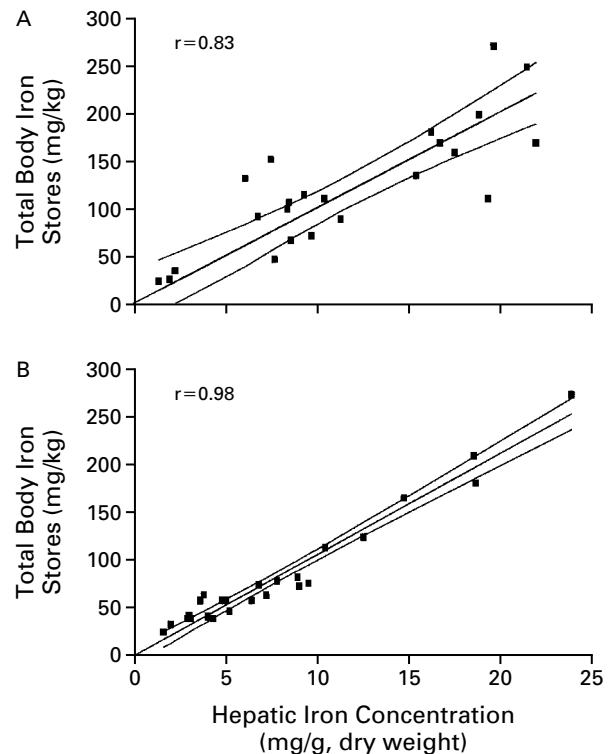 A
r=0.83
Total Body Iron
Stores (mg/kg)
300
250
200
150
100
50
0
B
r=0.98
Total Body Iron
Stores (mg/kg)
300
250
200
150
100
50
0
0 5 10 15 20 25
Hepatic Iron Concentration
(mg/g, dry weight)